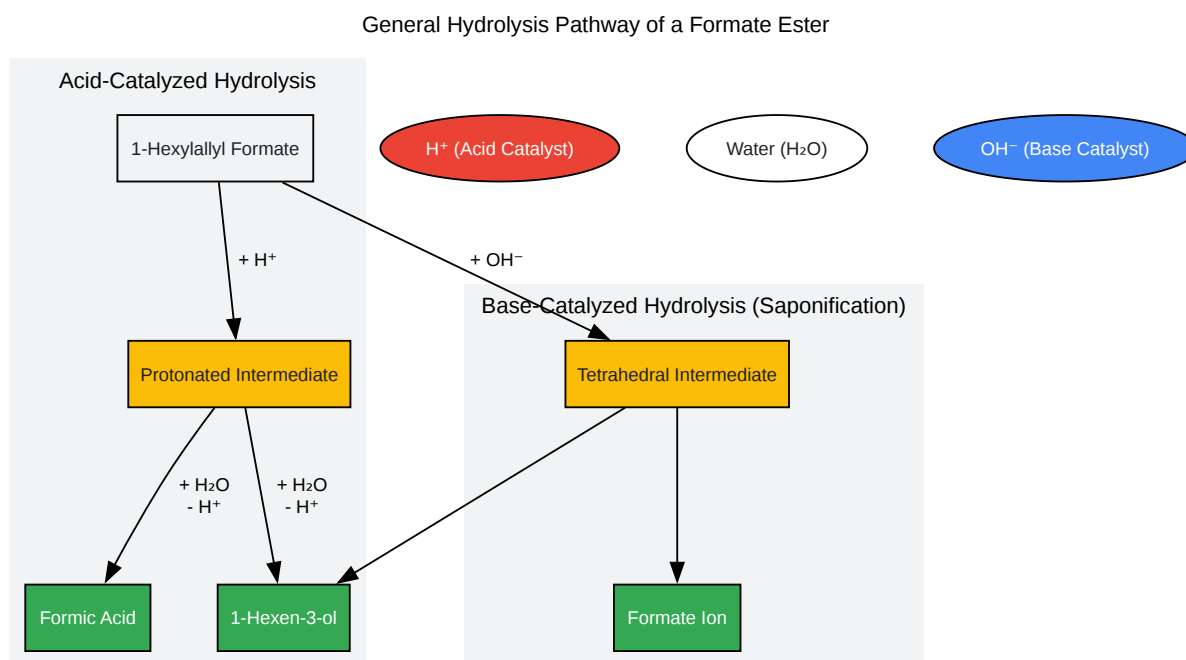 General Hydrolysis Pathway of a Formate Ester
Acid-Catalyzed Hydrolysis
1-Hexylallyl Formate
H⁺ (Acid Catalyst)
Water (H₂O)
OH⁻ (Base Catalyst)
+ H⁺
+ OH⁻
Base-Catalyzed Hydrolysis (Saponification)
Protonated Intermediate
Tetrahedral Intermediate
+ H₂O
- H⁺
+ H₂O
- H⁺
Formic Acid
1-Hexen-3-ol
Formate Ion